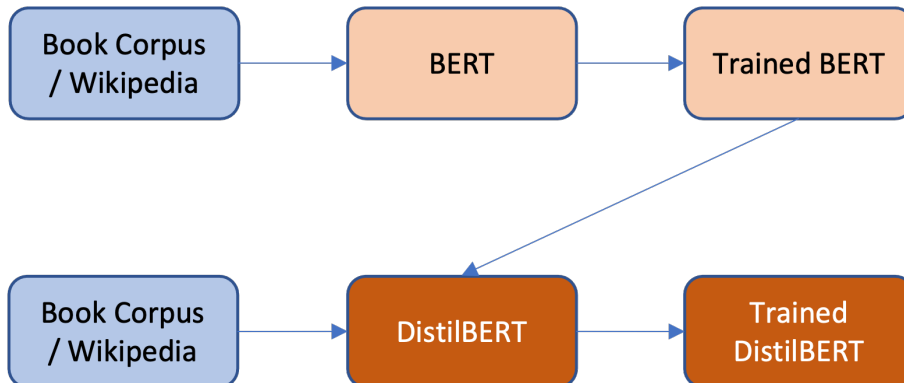 Book Corpus
/ Wikipedia
BERT
Trained BERT
Book Corpus
/ Wikipedia
DistilBERT
Trained
DistilBERT